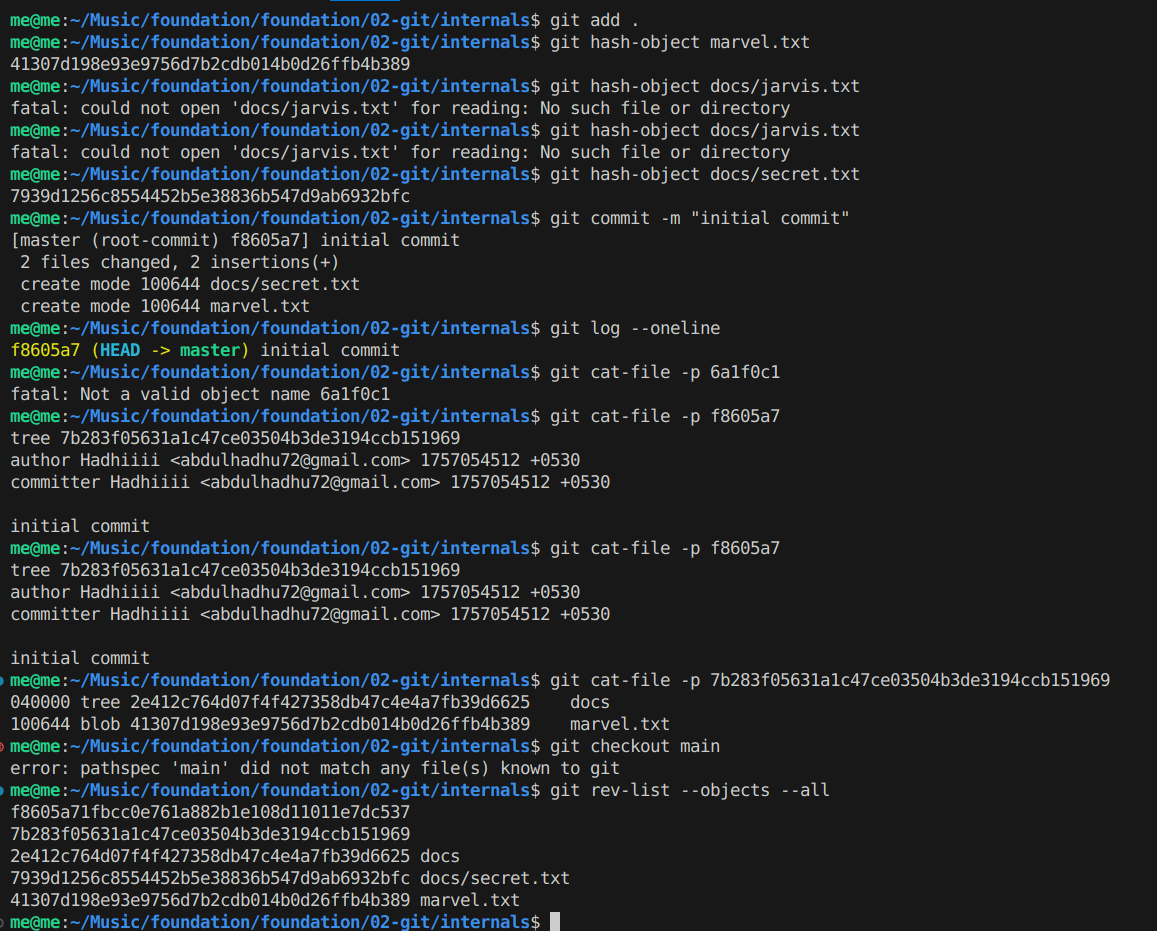 me@me:~/Music/foundation/foundation/02-git/internals$ git add .
me@me:~/Music/foundation/foundation/02-git/internals$ git hash-object marvel.txt
41307d198e93e9756d7b2cdb014b0d26ffb4b389
me@me:~/Music/foundation/foundation/02-git/internals$ git hash-object docs/jarvis.txt
fatal: could not open 'docs/jarvis.txt' for reading: No such file or directory
me@me:~/Music/foundation/foundation/02-git/internals$ git hash-object docs/jarvis.txt
fatal: could not open 'docs/jarvis.txt' for reading: No such file or directory
me@me:~/Music/foundation/foundation/02-git/internals$ git hash-object docs/secret.txt
7939d1256c8554452b5e38836b547d9ab6932bfc
me@me:~/Music/foundation/foundation/02-git/internals$ git commit -m "initial commit"
[master (root-commit) f8605a7] initial commit
 2 files changed, 2 insertions(+)
 create mode 100644 docs/secret.txt
 create mode 100644 marvel.txt
me@me:~/Music/foundation/foundation/02-git/internals$ git log --oneline
f8605a7 (HEAD -> master) initial commit
me@me:~/Music/foundation/foundation/02-git/internals$ git cat-file -p 6a1f0c1
fatal: Not a valid object name 6a1f0c1
me@me:~/Music/foundation/foundation/02-git/internals$ git cat-file -p f8605a7
tree 7b283f05631a1c47ce03504b3de3194ccb151969
author Hadhiiii <abdulhadhu72@gmail.com> 1757054512 +0530
committer Hadhiiii <abdulhadhu72@gmail.com> 1757054512 +0530

initial commit
me@me:~/Music/foundation/foundation/02-git/internals$ git cat-file -p f8605a7
tree 7b283f05631a1c47ce03504b3de3194ccb151969
author Hadhiiii <abdulhadhu72@gmail.com> 1757054512 +0530
committer Hadhiiii <abdulhadhu72@gmail.com> 1757054512 +0530

initial commit
me@me:~/Music/foundation/foundation/02-git/internals$ git cat-file -p 7b283f05631a1c47ce03504b3de3194ccb151969
040000 tree 2e412c764d07f4f427358db47c4e4a7fb39d6625    docs
100644 blob 41307d198e93e9756d7b2cdb014b0d26ffb4b389    marvel.txt
me@me:~/Music/foundation/foundation/02-git/internals$ git checkout main
error: pathspec 'main' did not match any file(s) known to git
me@me:~/Music/foundation/foundation/02-git/internals$ git rev-list --objects --all
f8605a71fbcc0e761a882b1e108d11011e7dc537
7b283f05631a1c47ce03504b3de3194ccb151969
2e412c764d07f4f427358db47c4e4a7fb39d6625 docs
7939d1256c8554452b5e38836b547d9ab6932bfc docs/secret.txt
41307d198e93e9756d7b2cdb014b0d26ffb4b389 marvel.txt
me@me:~/Music/foundation/foundation/02-git/internals$